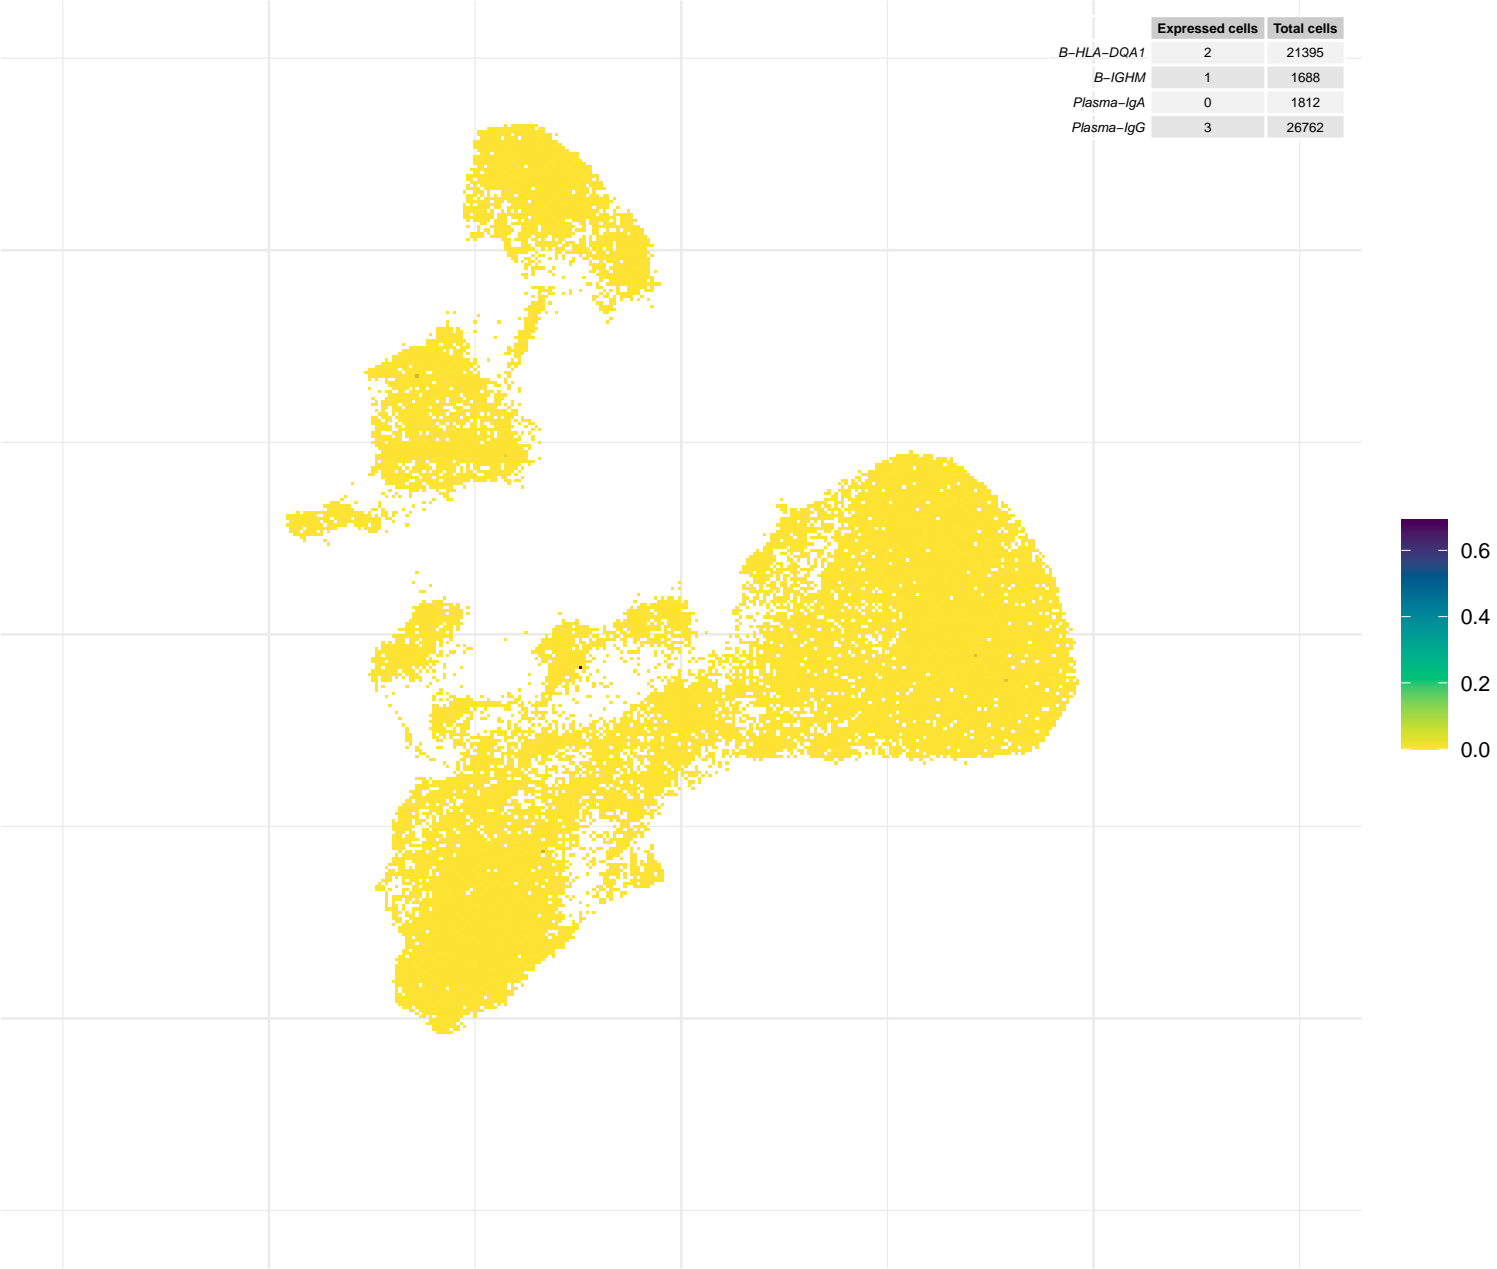 Expressed cells Total cells
B−HLA−DQA1 2 21395
B−IGHM 1 1688
Plasma−IgA 0 1812
Plasma−IgG 3 26762
0.6
0.4
0.2
0.0